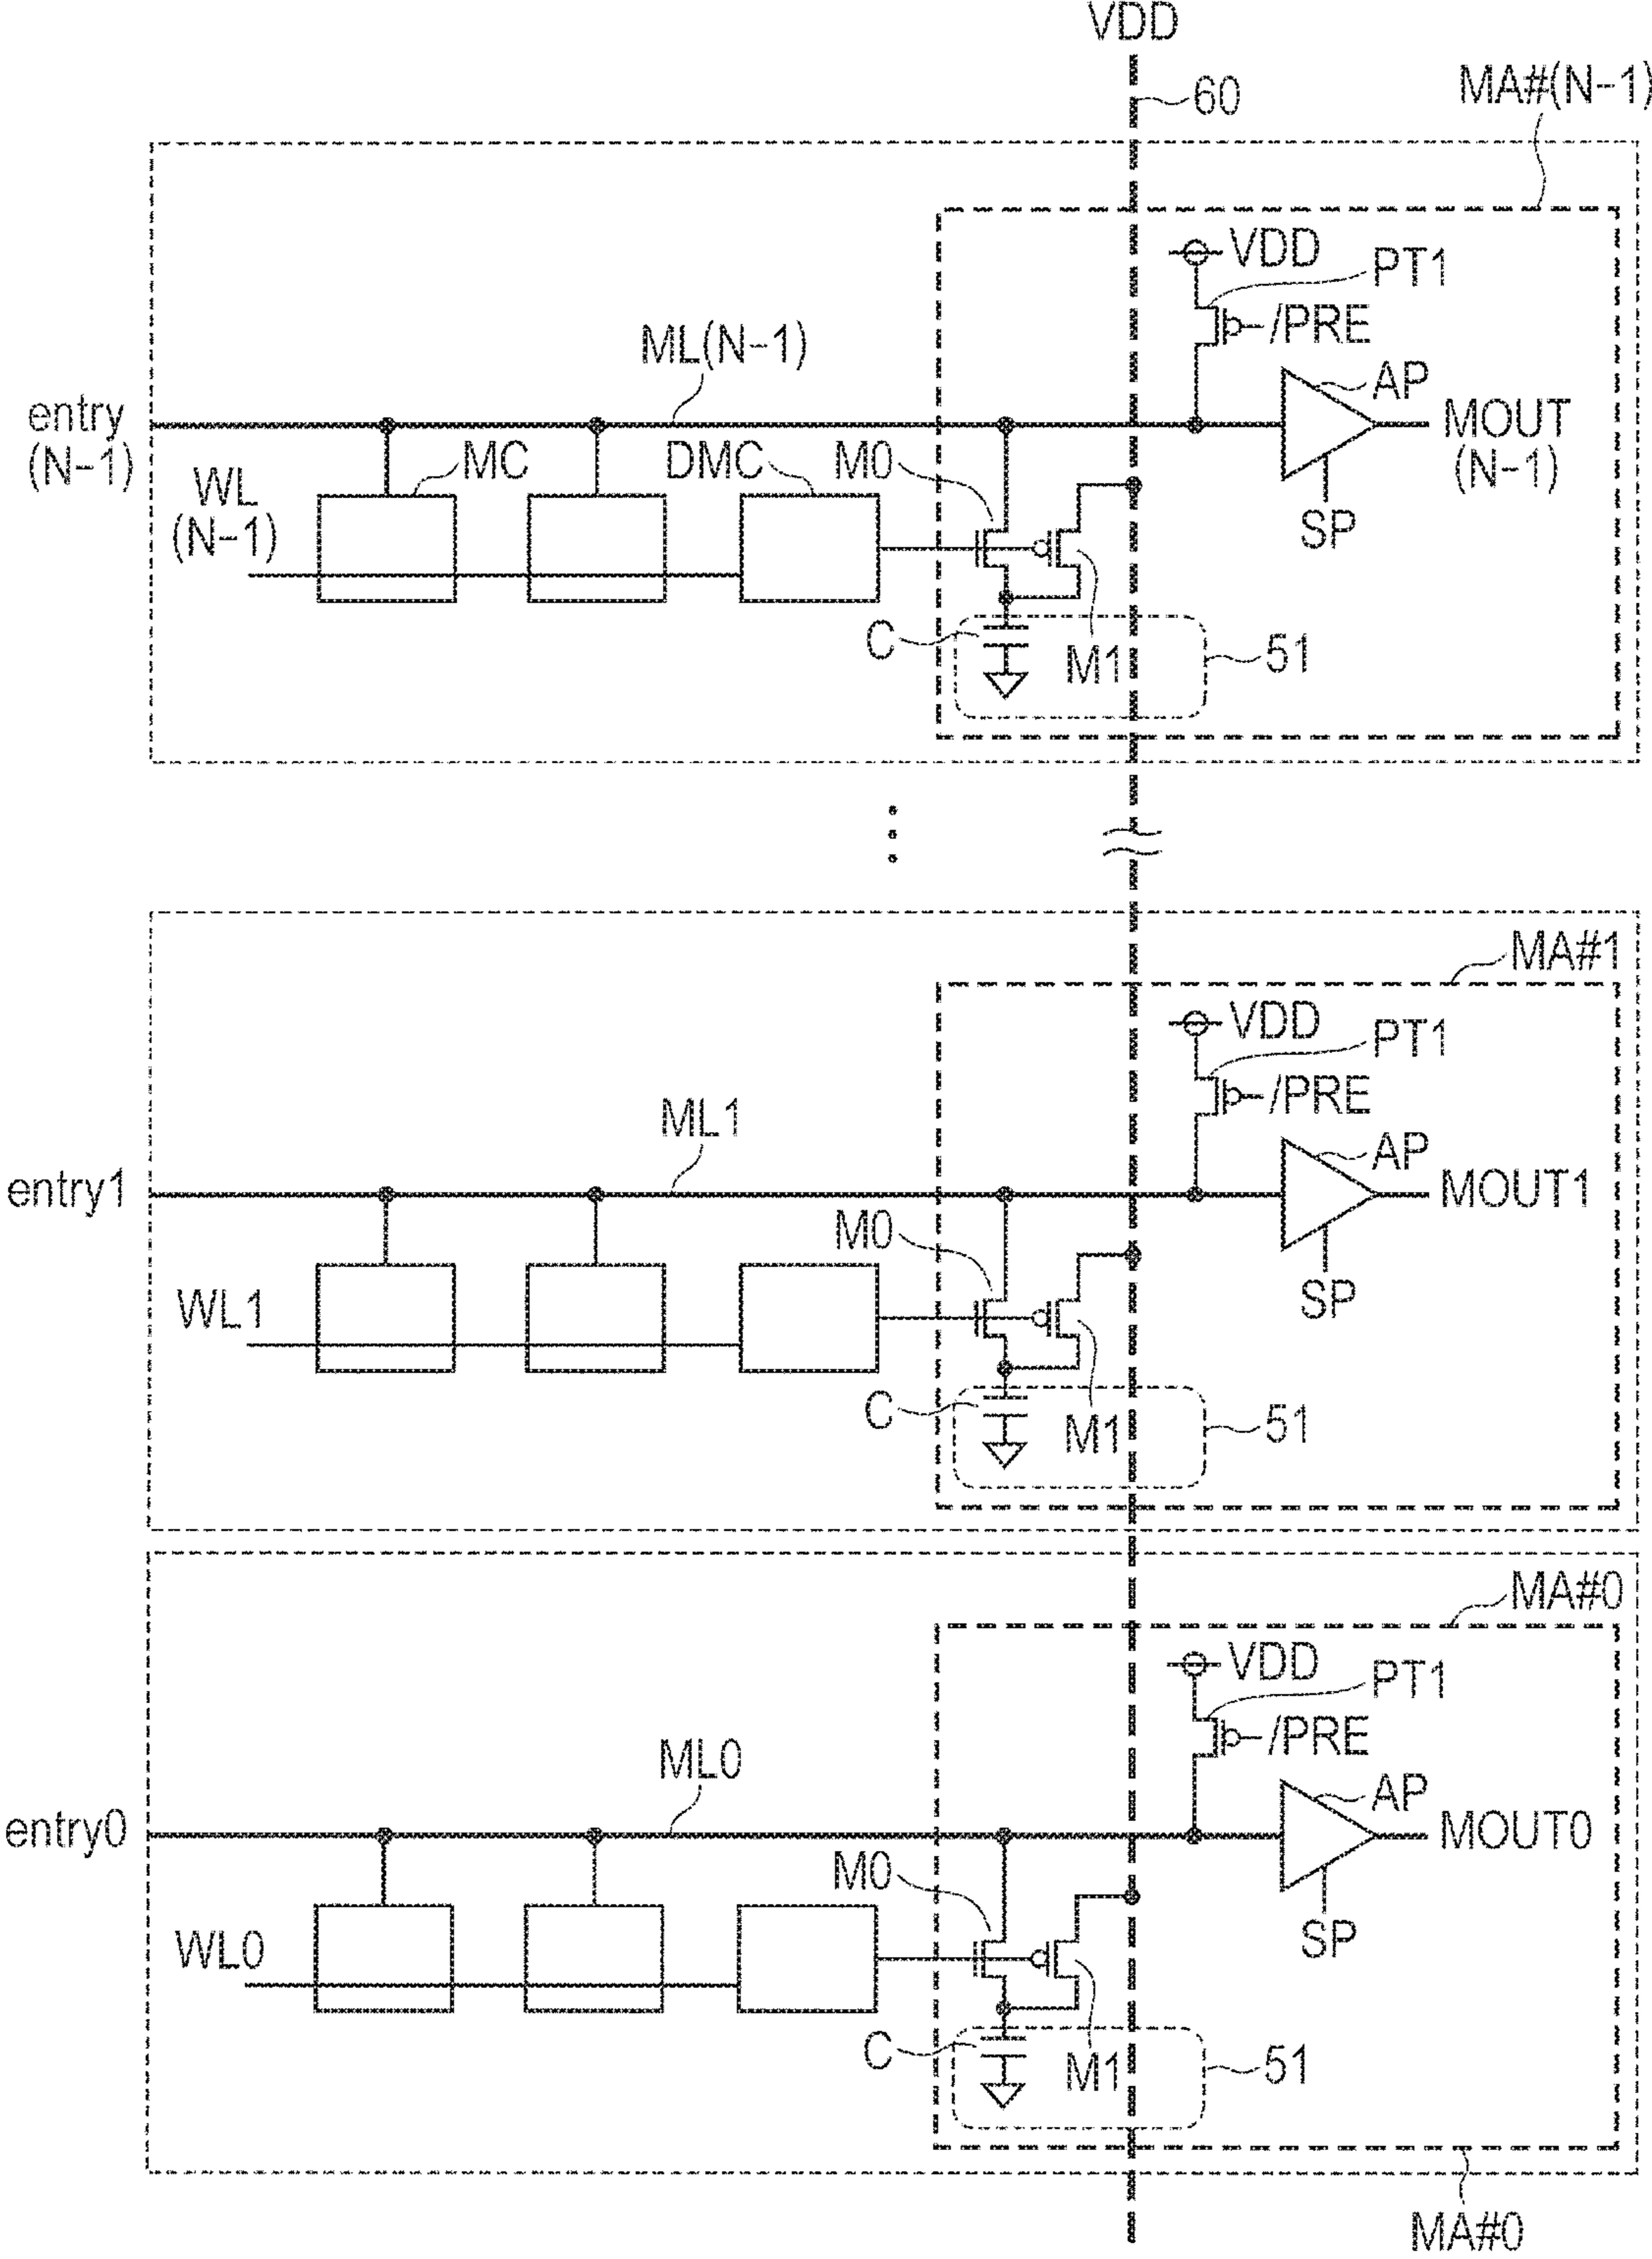 VDD
60
MA#(N-1)
VDD
PT1
/PRE
ML(N-1)
AP
entry
(N-1)
MOUT
(N-1)
WL
(N-1)
MC
DMC
M0
SP
C
M1
51
MA#1
VDD
PT1
/PRE
ML1
AP
entry1
MOUT1
M0
WL1
SP
C
M1
51
MA#0
VDD
PT1
/PRE
ML0
AP
entry0
MOUT0
M0
WL0
SP
C
M1
51
MA#0